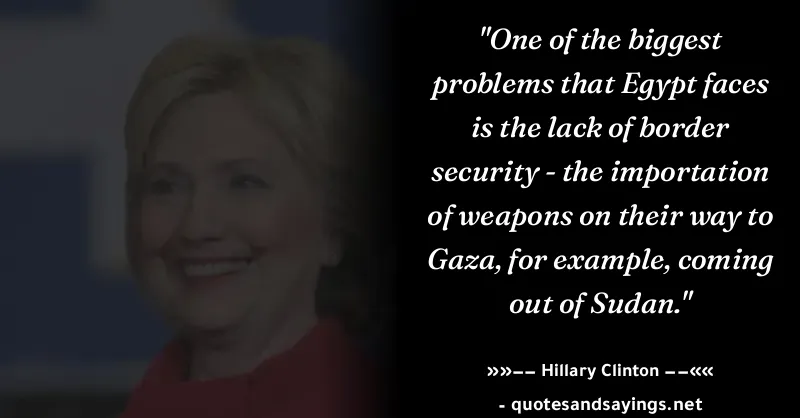 "One of the biggest
problems that Egypt faces
is the lack of border
security - the importation
of weapons on their way to
Gaza, for example, coming
out of Sudan."
»»−− Hillary Clinton −−««
- quotesandsayings.net